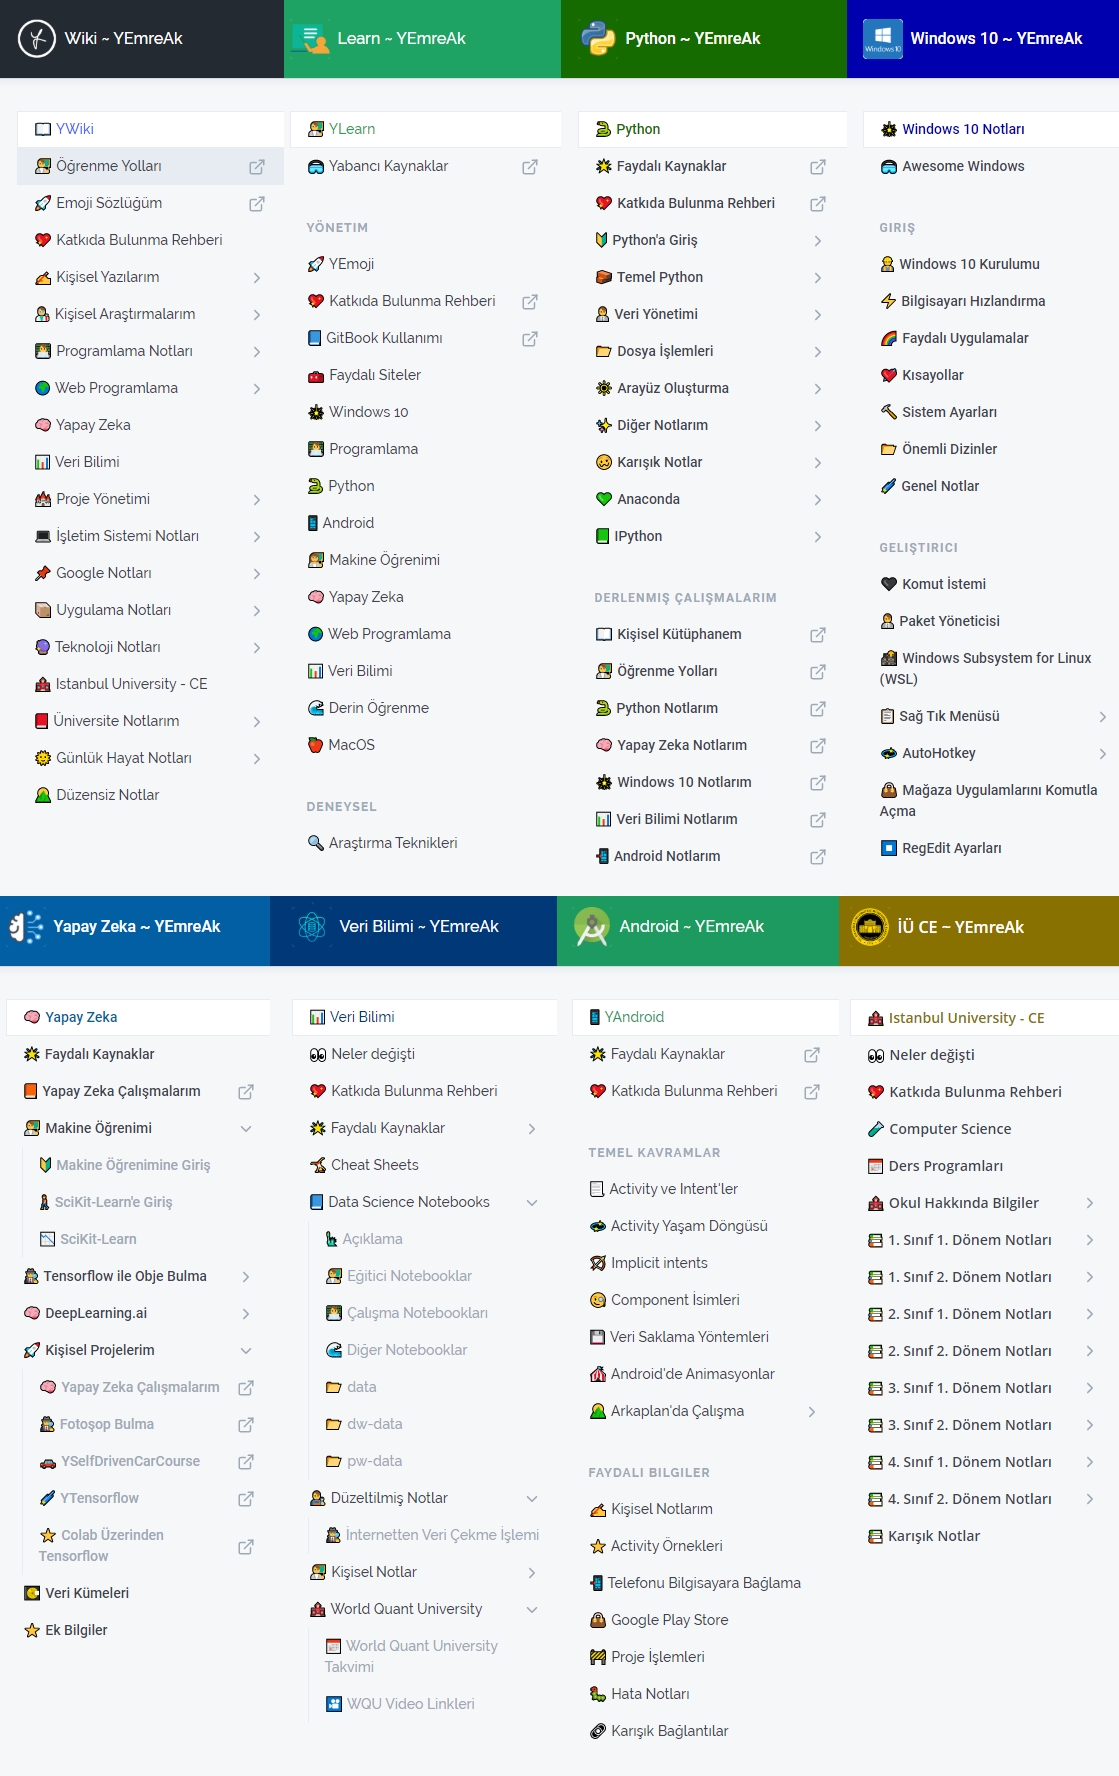 Wiki ~ YEmreAk
YWiki
Öğrenme Yolları
Emoji Sözlüğüm
Katkıda Bulunma Rehberi
Kişisel Yazılarım
Kişisel Araştırmalarım
Programlama Notları
Web Programlama
Yapay Zeka
Veri Bilimi
Proje Yönetimi
İşletim Sistemi Notları
Google Notları
Uygulama Notları
Teknoloji Notları
Istanbul University - CE
Üniversite Notlarım
Günlük Hayat Notları
Düzensiz Notlar
Learn ~ YEmreAk
YLearn
Yabancı Kaynaklar
YÖNETIM
YEmoji
Katkıda Bulunma Rehberi
GitBook Kullanımı
Faydalı Siteler
Windows 10
Programlama
Python
Android
Makine Öğrenimi
Yapay Zeka
Web Programlama
Veri Bilimi
Derin Öğrenme
MacOS
DENEYSEL
Araştırma Teknikleri
Python ~ YEmreAk
Python
Faydalı Kaynaklar
Katkıda Bulunma Rehberi
Python'a Giriş
Temel Python
Veri Yönetimi
Dosya İşlemleri
Arayüz Oluşturma
Diğer Notlarım
Karışık Notlar
Anaconda
IPython
DERLENMIŞ ÇALIŞMALARIM
Kişisel Kütüphanem
Öğrenme Yolları
Python Notlarım
Yapay Zeka Notlarım
Windows 10 Notlarım
Veri Bilimi Notlarım
Android Notlarım
Windows 10
Windows 10 ~ YEmreAk
Windows 10 Notları
Awesome Windows
GIRIŞ
Windows 10 Kurulumu
Bilgisayarı Hızlandırma
Faydalı Uygulamalar
Kısayollar
Sistem Ayarları
Önemli Dizinler
Genel Notlar
GELIŞTIRICI
Komut İstemi
Paket Yöneticisi
Windows Subsystem for Linux
(WSL)
Sağ Tık Menüsü
AutoHotkey
Mağaza Uygulamlarını Komutla
Açma
RegEdit Ayarları
Yapay Zeka ~ YEmreAk
Yapay Zeka
Faydalı Kaynaklar
Yapay Zeka Çalışmalarım
Makine Öğrenimi
Makine Öğrenimine Giriş
SciKit-Learn'e Giriş
SciKit-Learn
Tensorflow ile Obje Bulma
DeepLearning.ai
Kişisel Projelerim
Yapay Zeka Çalışmalarım
Fotoşop Bulma
YSelfDrivenCarCourse
YTensorflow
Colab Üzerinden
Tensorflow
Veri Kümeleri
Ek Bilgiler
Veri Bilimi ~ YEmreAk
Veri Bilimi
Neler değişti
Katkıda Bulunma Rehberi
Faydalı Kaynaklar
Cheat Sheets
Data Science Notebooks
Açıklama
Eğitici Notebooklar
Çalışma Notebookları
Diğer Notebooklar
data
dw-data
pw-data
Düzeltilmiş Notlar
İnternetten Veri Çekme İşlemi
Kişisel Notlar
World Quant University
World Quant University
Takvimi
WQU Video Linkleri
Android ~ YEmreAk
YAndroid
Faydalı Kaynaklar
Katkıda Bulunma Rehberi
TEMEL KAVRAMLAR
Activity ve Intent'ler
Activity Yaşam Döngüsü
Implicit intents
Component İsimleri
Veri Saklama Yöntemleri
Android'de Animasyonlar
Arkaplan'da Çalışma
FAYDALI BILGILER
Kişisel Notlarım
Activity Örnekleri
Telefonu Bilgisayara Bağlama
Google Play Store
Proje İşlemleri
Hata Notları
Karışık Bağlantılar
İÜ CE ~ YEmreAk
Istanbul University - CE
Neler değişti
Katkıda Bulunma Rehberi
Computer Science
Ders Programları
Okul Hakkında Bilgiler
1. Sınıf 1. Dönem Notları
1. Sınıf 2. Dönem Notları
2. Sınıf 1. Dönem Notları
2. Sınıf 2. Dönem Notları
3. Sınıf 1. Dönem Notları
3. Sınıf 2. Dönem Notları
4. Sınıf 1. Dönem Notları
4. Sınıf 2. Dönem Notları
Karışık Notlar